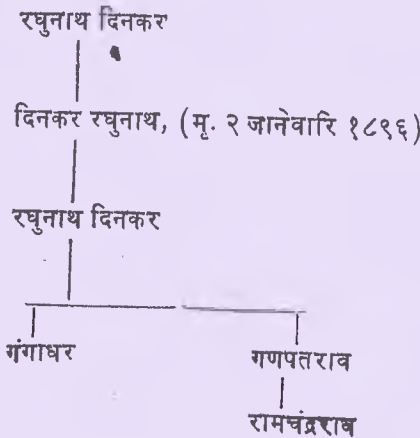 रघुनाथ दिनकर
दिनकर रघुनाथ, (मृ. २ जानेवारि १८९६)
रघुनाथ दिनकर
गंगाधर गणपतराव
रामचंद्रराव